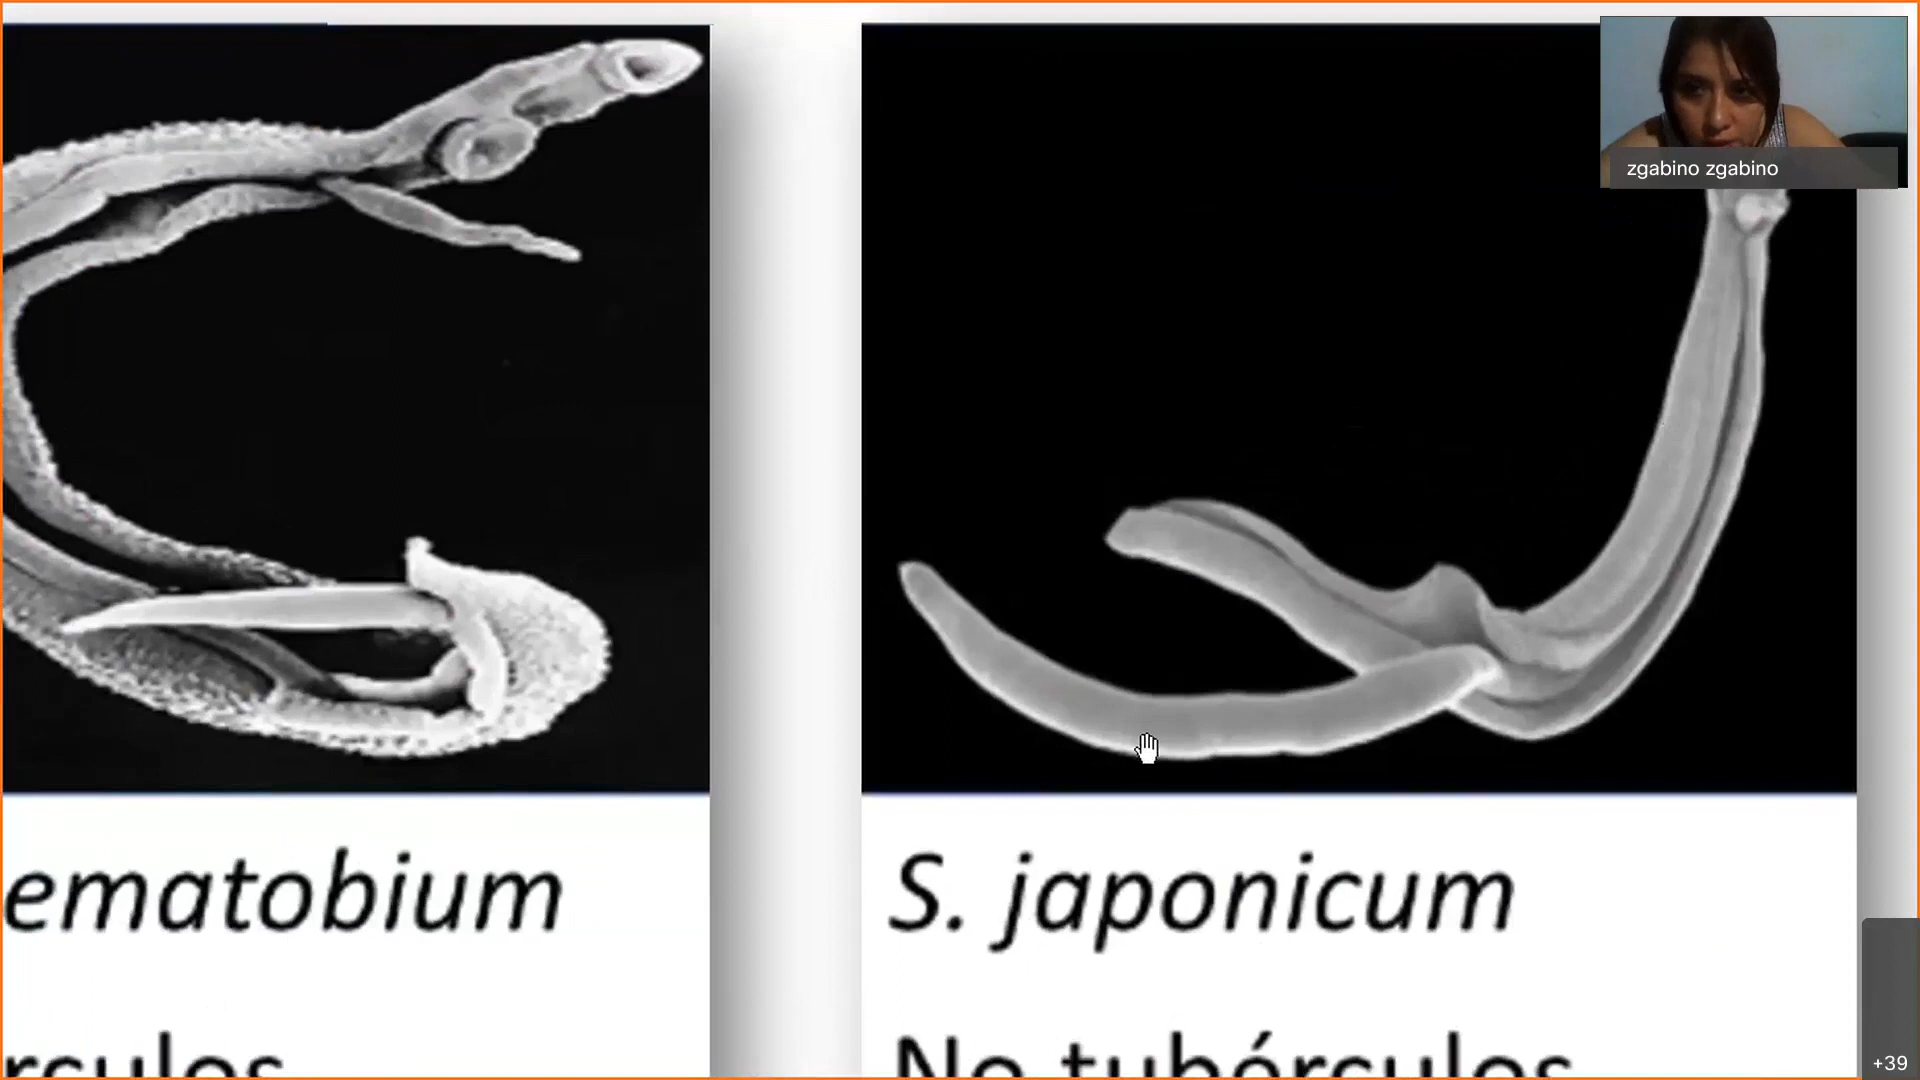 zgabino zgabino
ematobium
S. japonicum
rculos
No tubérculos
+39